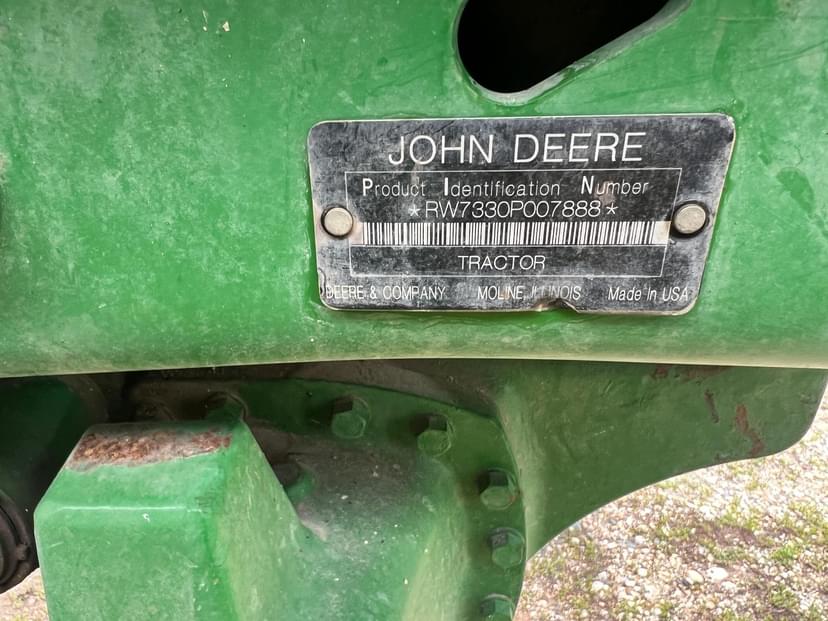 JOHN DEERE
Product Identification Number
*RW7330P007888*
TRACTOR
DEERE & COMPANY MOLINE, ILLINOIS Made in USA